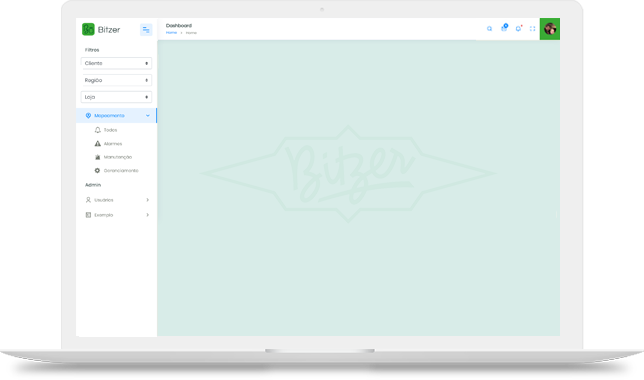 Bitzer
Dashboard
Home • Home
Filtros
Cliente
Região
Loja
Mapeamento
Todos
Alarmes
Manutenção
Gerenciamento
Admin
Usuários
Exemplo
Bitzer